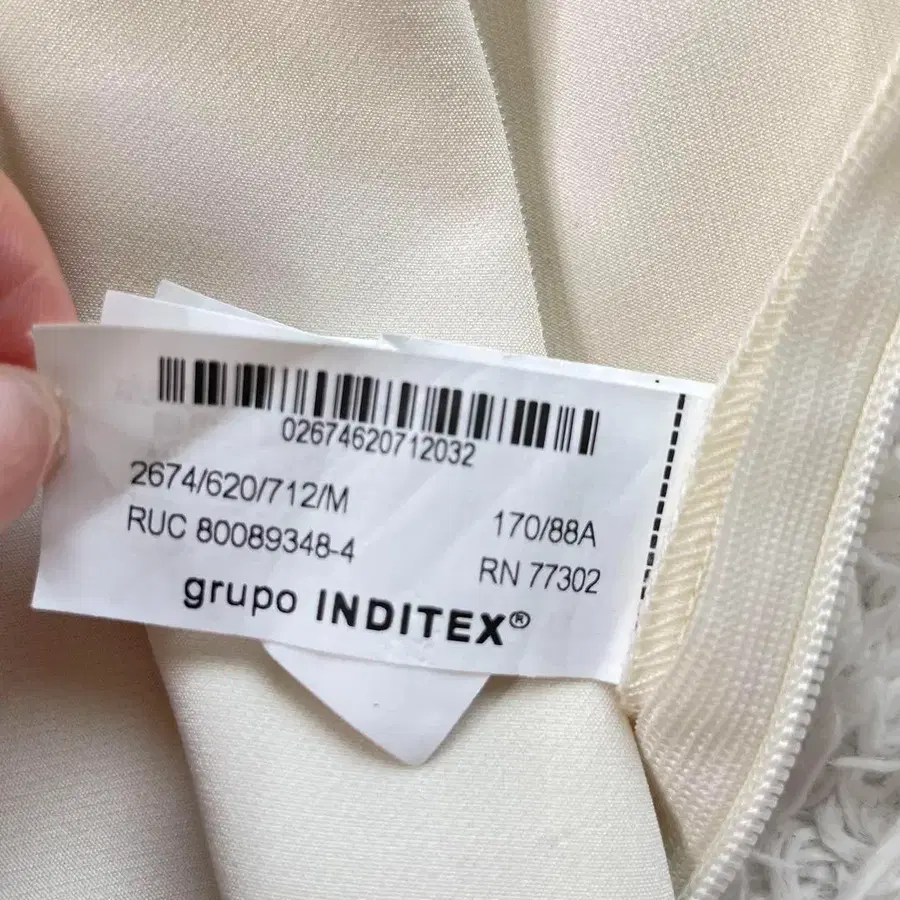 02674620712032
2674/620/712/M
170/88A
RUC 80089348-4
RN 77302
grupo INDITEX®